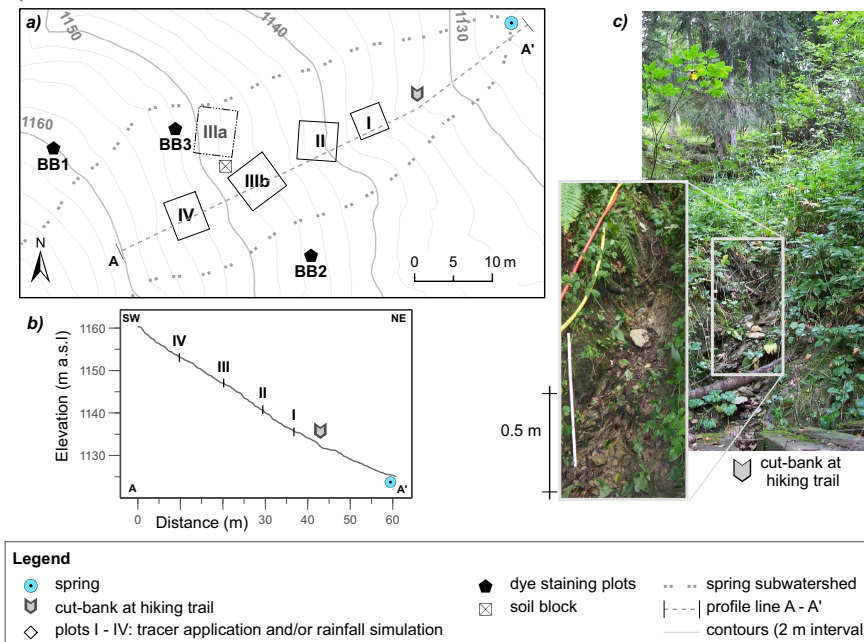 a)
1150
1140
1130
A'
c)
1160
BB1
BB3
IIIa
II
I
IIIb
IV
N
A
BB2
0 5 10 m
b)
SW NE
1160
1150
1140
1130
Elevation (m a.s.l)
IV
III
II
I
A A'
0 10 30 40 50 60
Distance (m)
0.5 m
cut-bank at
hiking trail
Legend
spring
cut-bank at hiking trail
plots I - IV: tracer application and/or rainfall simulation
dye staining plots
soil block
spring subwatershed
profile line A - A'
contours (2 m interval